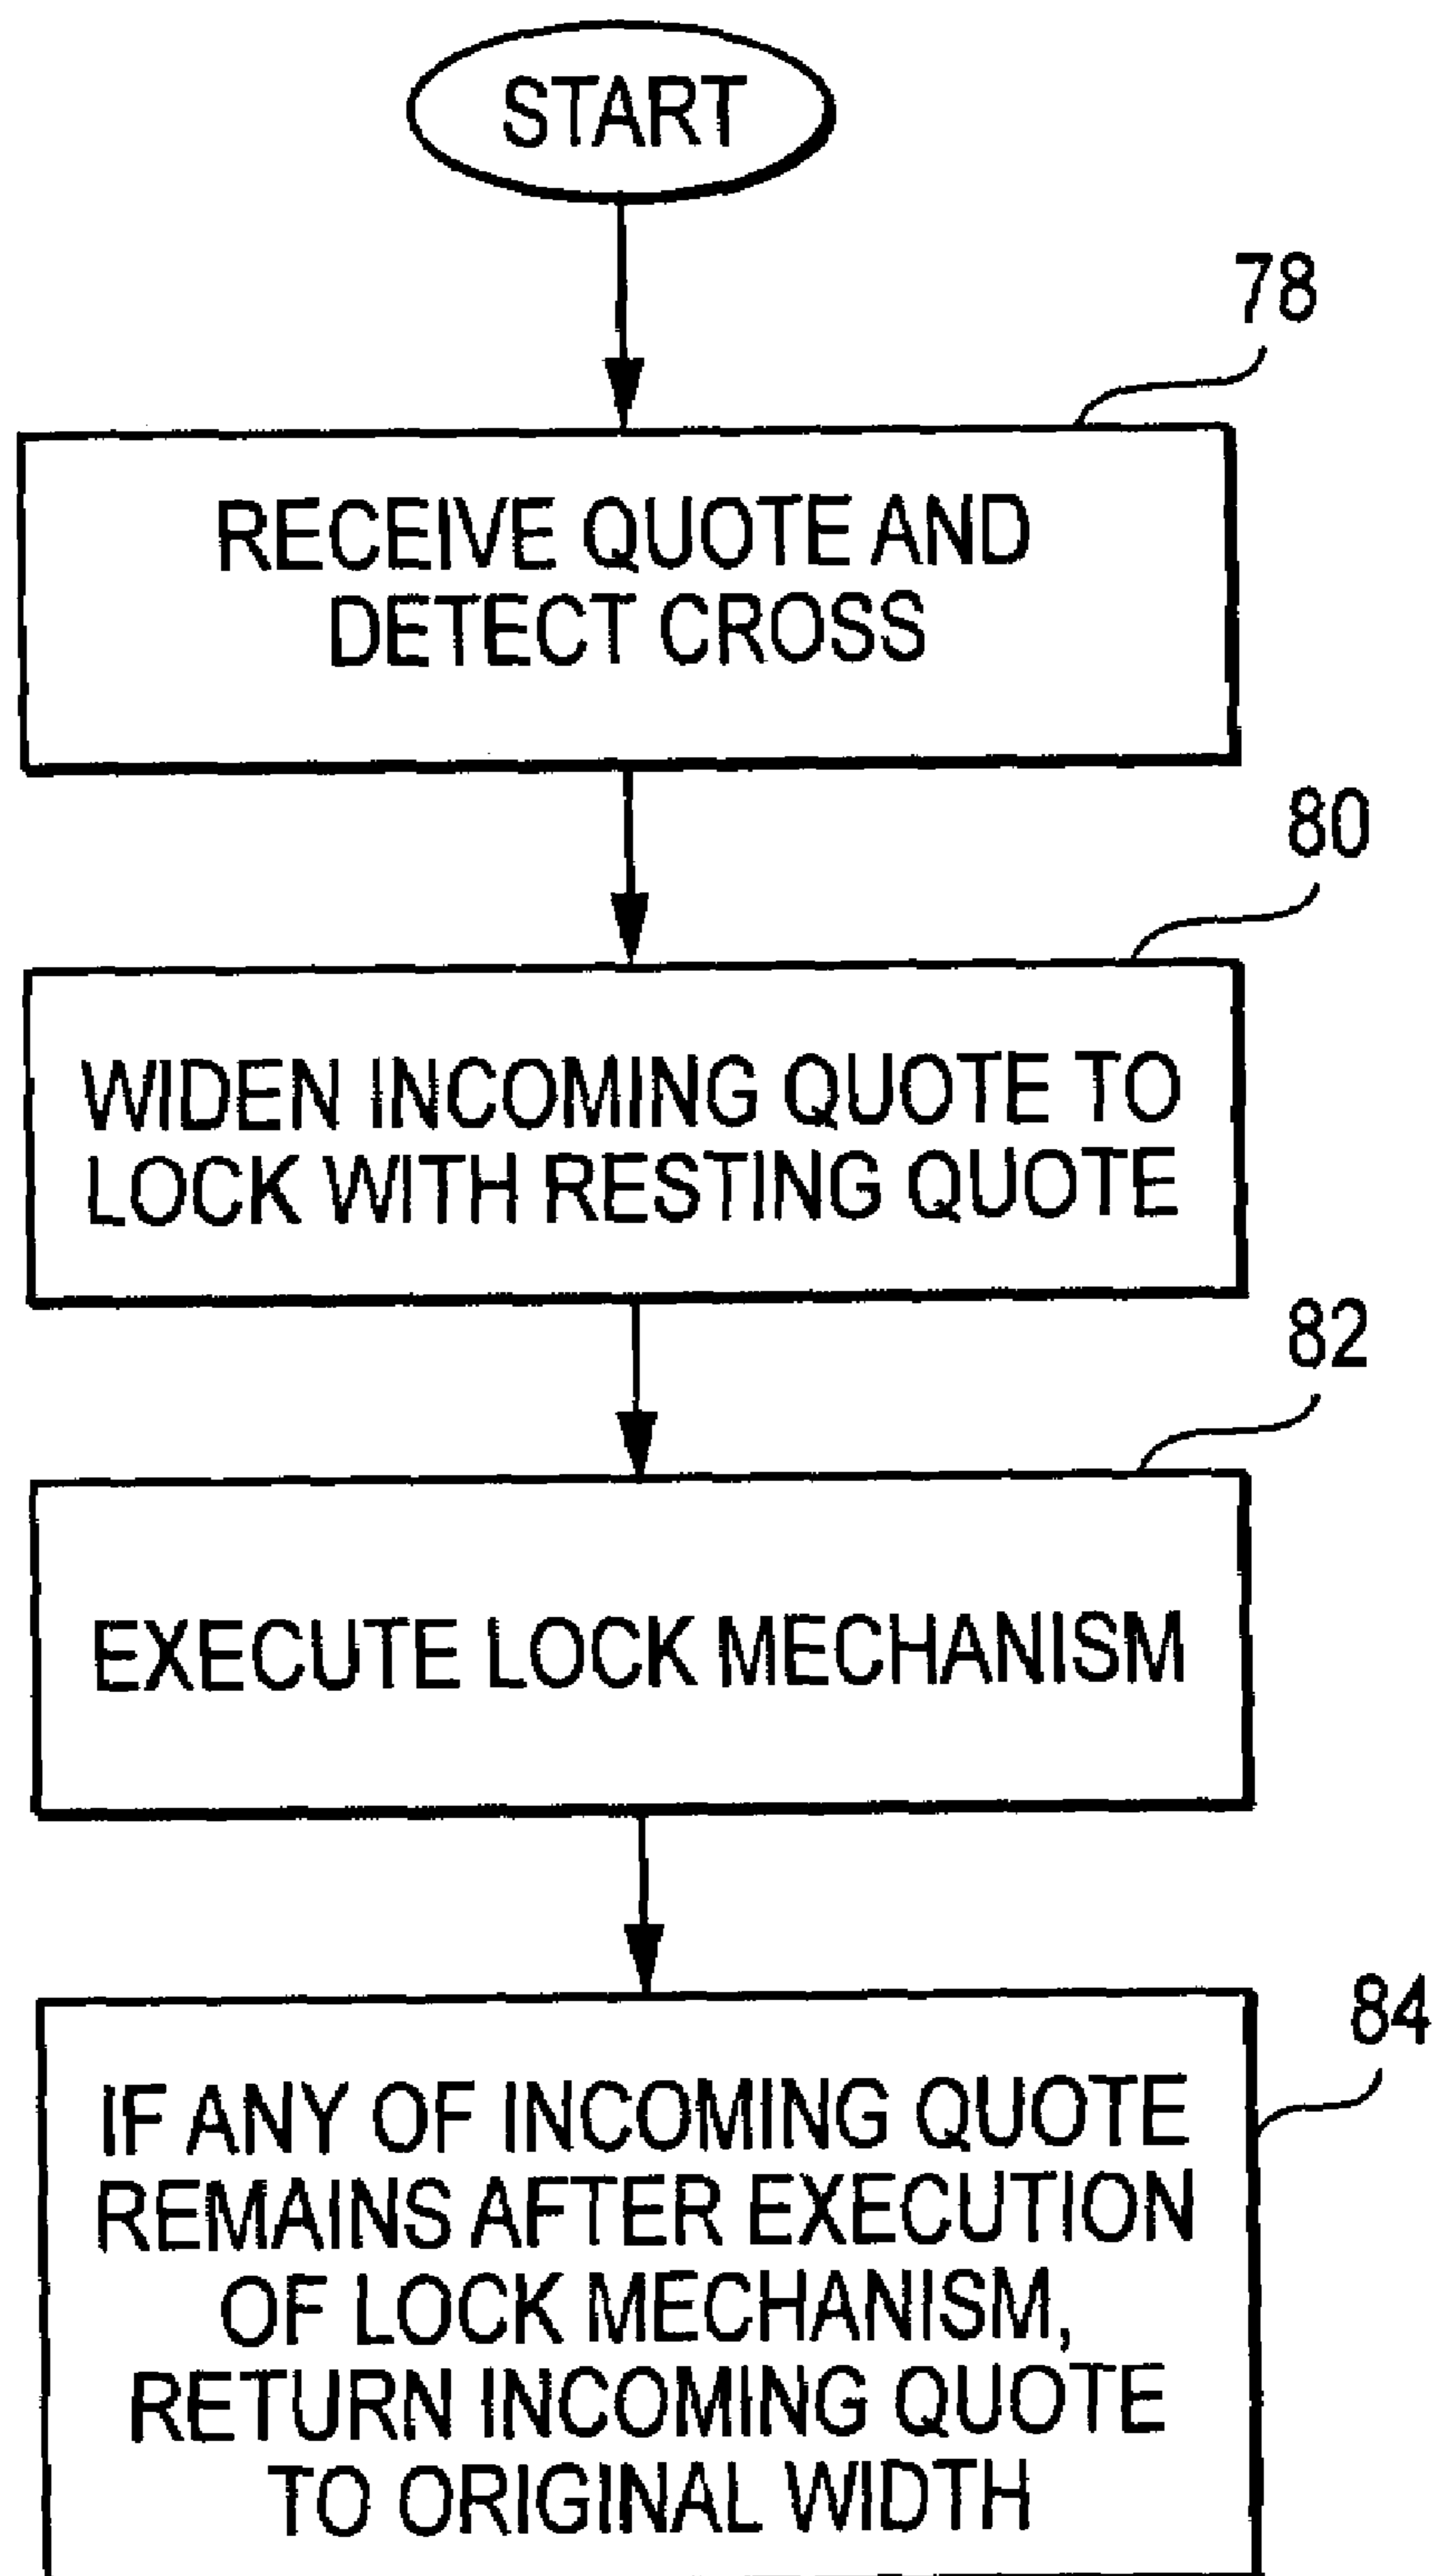 START
78
RECEIVE QUOTE AND
DETECT CROSS
80
WIDEN INCOMING QUOTE TO
LOCK WITH RESTING QUOTE
82
EXECUTE LOCK MECHANISM
84
IF ANY OF INCOMING QUOTE
REMAINS AFTER EXECUTION
OF LOCK MECHANISM,
RETURN INCOMING QUOTE
TO ORIGINAL WIDTH